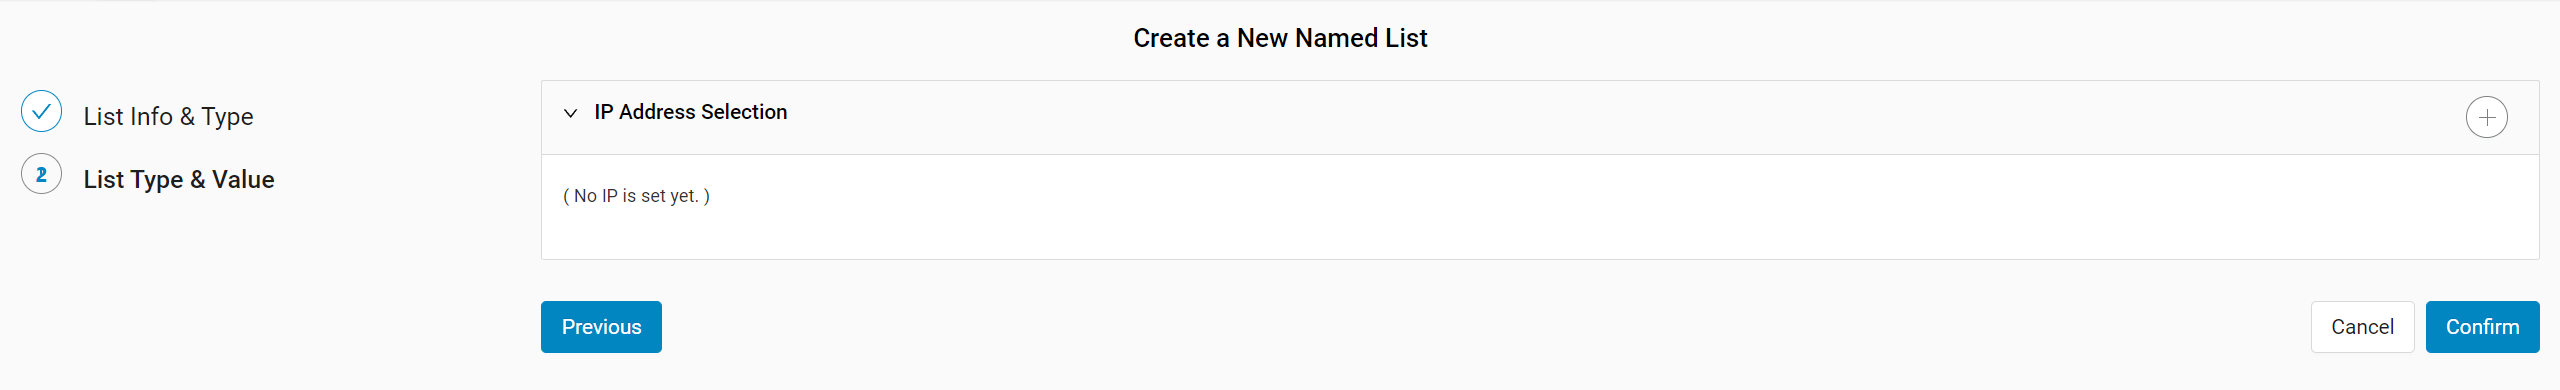 Create a New Named List
List Info & Type
2 List Type & Value
IP Address Selection
( No IP is set yet. )
Previous
Cancel
Confirm